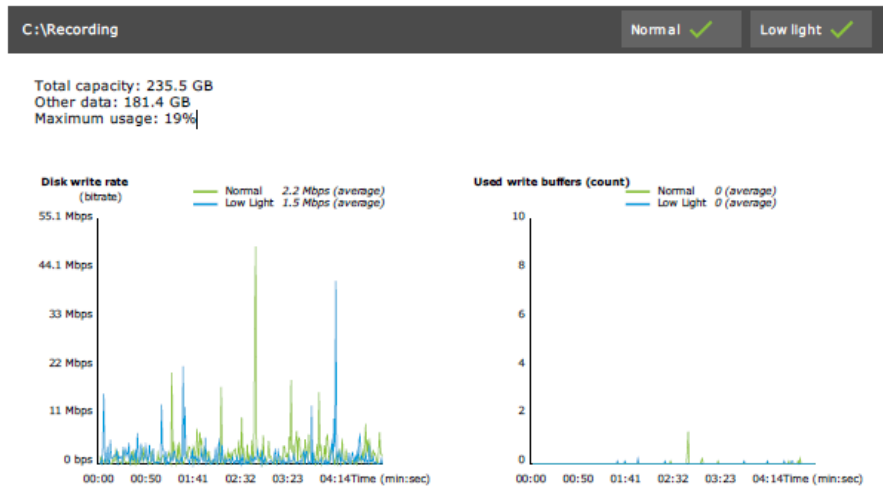 C:\Recording
Normal
Low light
Total capacity: 235.5 GB
Other data: 181.4 GB
Maximum usage: 19%
Disk write rate
(bitrate)
Normal 2.2 Mbps (average)
Low Light 1.5 Mbps (average)
55.1 Mbps
44.1 Mbps
33 Mbps
22 Mbps
11 Mbps
0 bps
00:00 00:50 01:41 02:32 03:23 04:14Time (min:sec)
Used write buffers (count)
Normal 0 (average)
Low Light 0 (average)
10
8
6
4
2
0
00:00 00:50 01:41 02:32 03:23 04:14Time (min:sec)